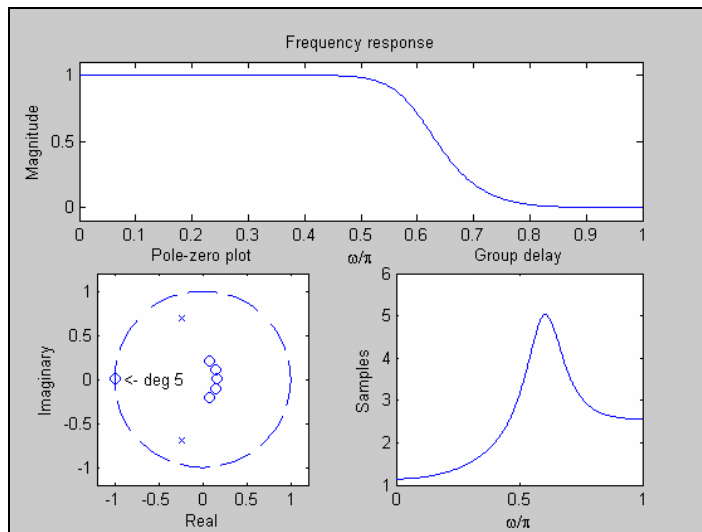 Frequency response
Magnitude
1
0.5
0
0 0.1 0.2 0.3 0.4 0.5 0.6 0.7 0.8 0.9 1
ω/π
Pole-zero plot
Imaginary
1
0.5
0
-0.5
-1
<- deg 5
-1 -0.5 0 0.5 1
Real
Group delay
Samples
6
5
4
3
2
1
0 0.5 1
ω/π